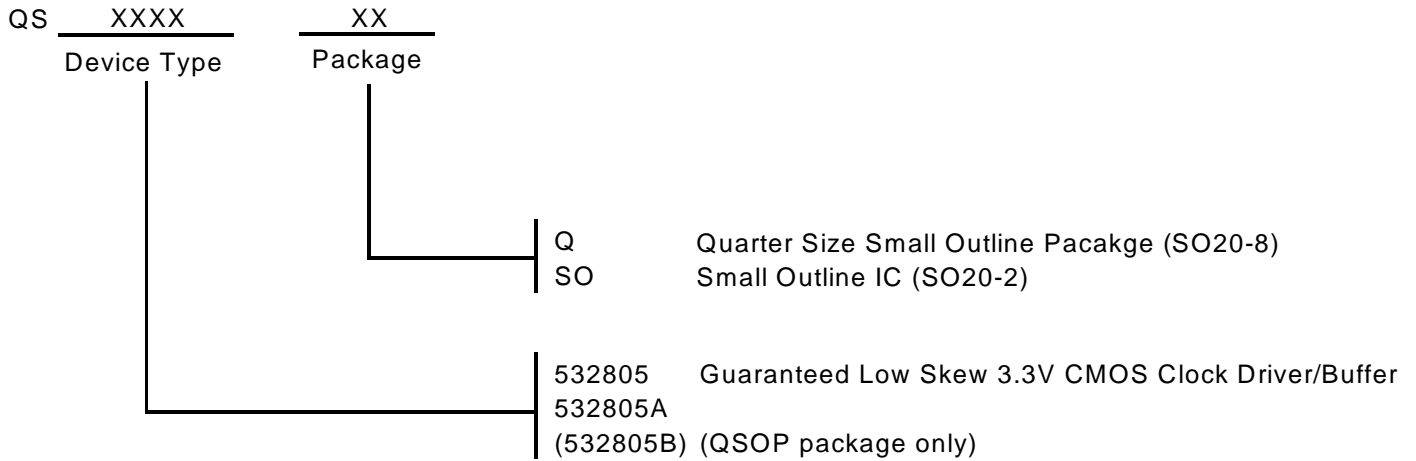 QS XXXX XX
Device Type Package
Q Quarter Size Small Outline Pacakge (SO20-8)
SO Small Outline IC (SO20-2)
532805 Guaranteed Low Skew 3.3V CMOS Clock Driver/Buffer
532805A
(532805B) (QSOP package only)